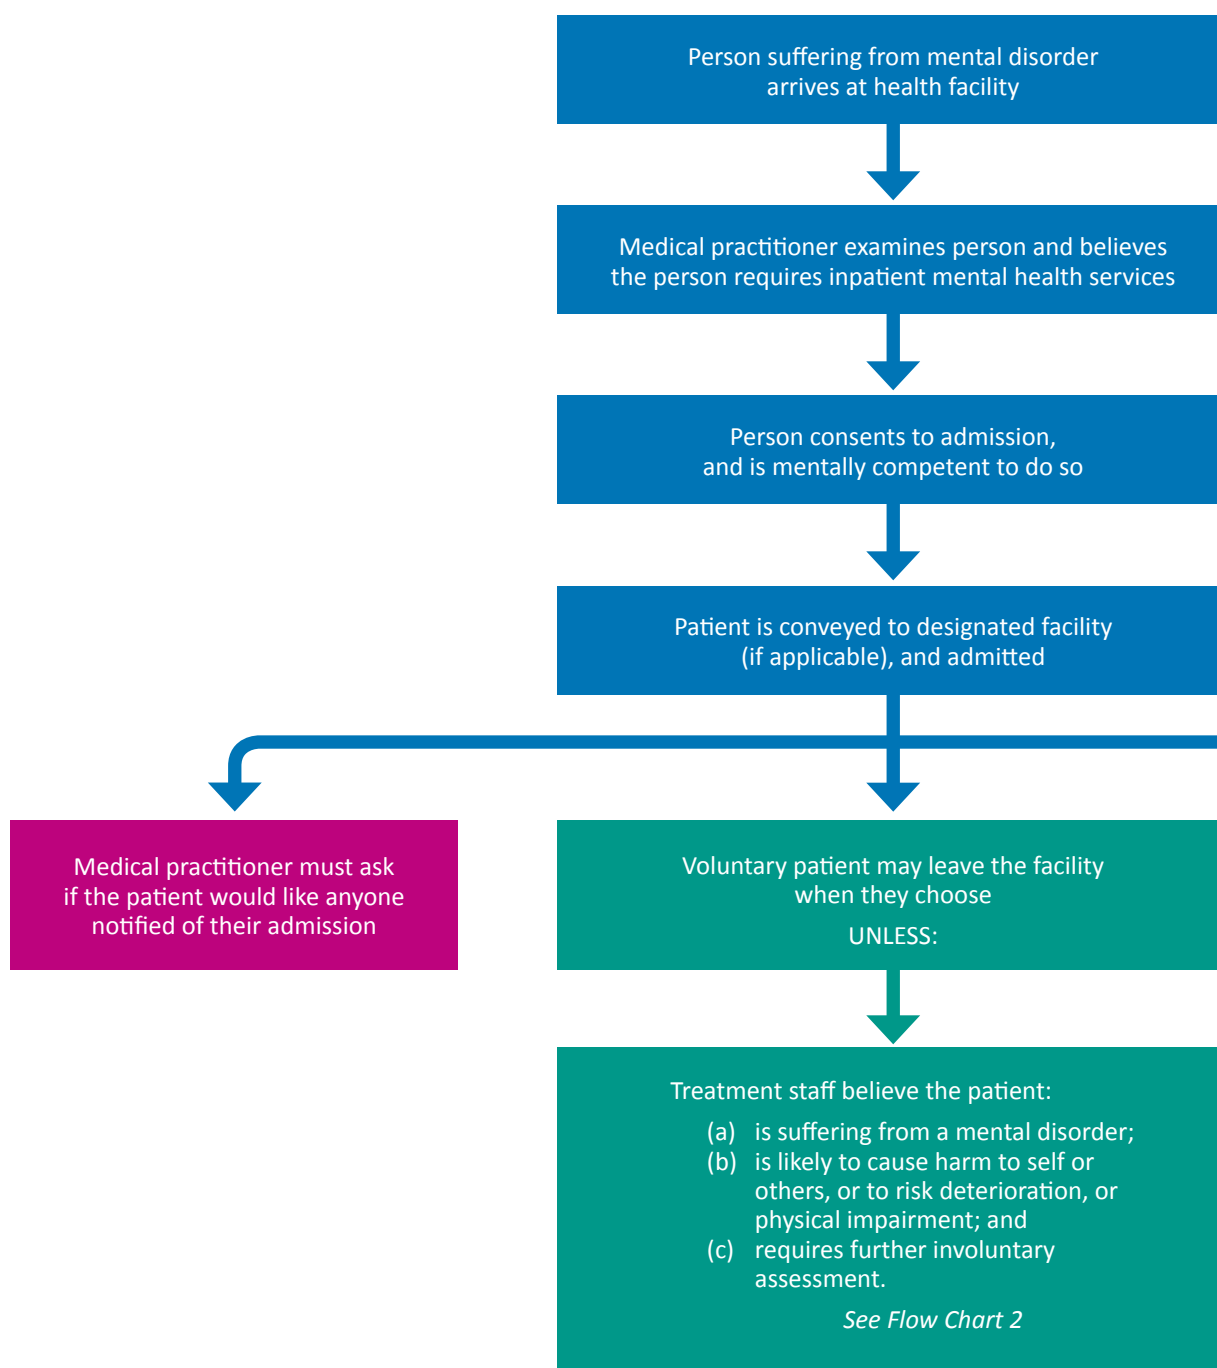 Person suffering from mental disorder
arrives at health facility
Medical practitioner examines person and believes
the person requires inpatient mental health services
Person consents to admission,
and is mentally competent to do so
Patient is conveyed to designated facility
(if applicable), and admitted
Medical practitioner must ask
if the patient would like anyone
notified of their admission
Voluntary patient may leave the facility
when they choose
UNLESS:
Treatment staff believe the patient:
(a) is suffering from a mental disorder;
(b) is likely to cause harm to self or
others, or to risk deterioration, or
physical impairment; and
(c) requires further involuntary
assessment.
See Flow Chart 2